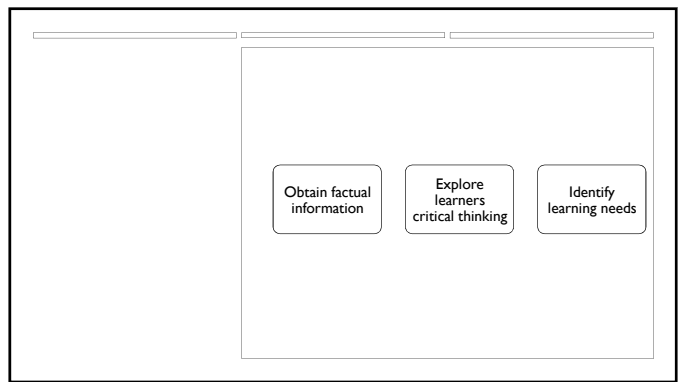 Obtain factual
information
Explore
learners
critical thinking
Identify
learning needs